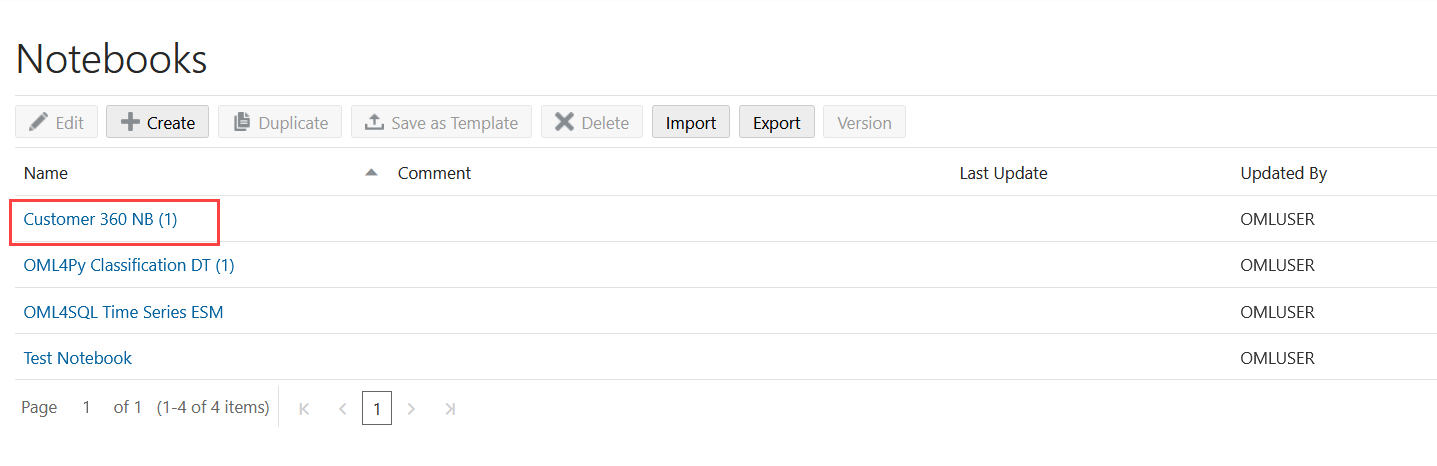 Notebooks
Edit Create Duplicate Save as Template Delete Import Export Version
Name Comment Last Update Updated By
Customer 360 NB (1) OMLUSER
OML4Py Classification DT (1) OMLUSER
OML4SQL Time Series ESM OMLUSER
Test Notebook OMLUSER
Page 1 of 1 (1-4 of 4 items) 1